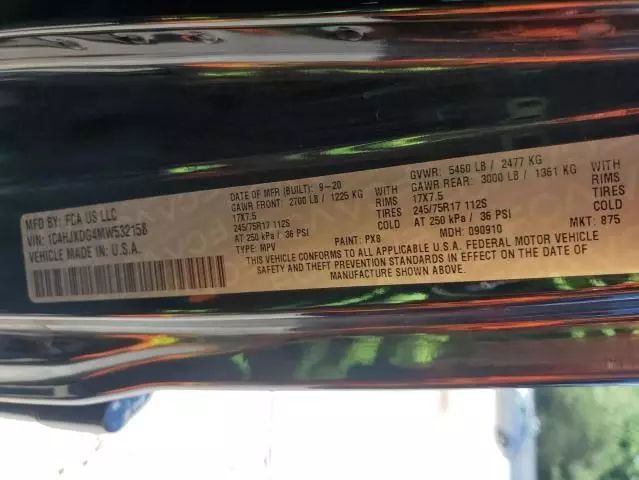 MFD BY: FCA US LLC
VIN: 1C4HJXDG4MW532158
VEHICLE MADE IN: U.S.A.
DATE OF MFR (BUILT): 9-20
GAWR FRONT: 2700 LB / 1225 KG WITH
17X7.5 RIMS
245/75R17 112S TIRES
AT 250 kPa / 36 PSI COLD
GVWR: 5460 LB / 2477 KG
GAWR REAR: 3000 LB / 1361 KG WITH
17X7.5 RIMS
245/75R17 112S TIRES
AT 250 kPa / 36 PSI COLD
TYPE: MPV PAINT: PX8 MDH: 090910 MKT: 875
THIS VEHICLE CONFORMS TO ALL APPLICABLE U.S.A. FEDERAL MOTOR VEHICLE
SAFETY AND THEFT PREVENTION STANDARDS IN EFFECT ON THE DATE OF
MANUFACTURE SHOWN ABOVE.